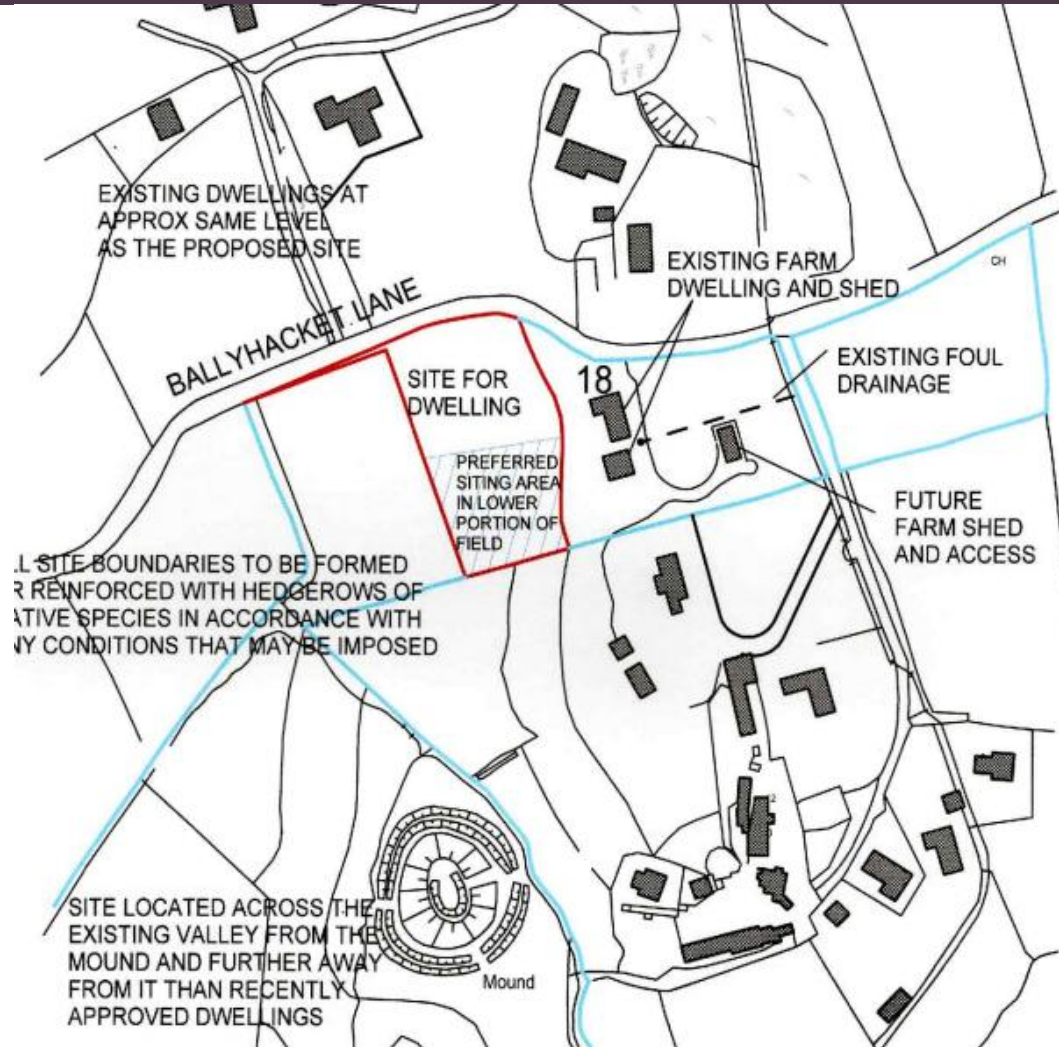 EXISTING DWELLINGS AT
APPROX SAME LEVEL
AS THE PROPOSED SITE
EXISTING FARM
DWELLING AND SHED
CH
BALLYHACKET LANE
EXISTING FOUL
DRAINAGE
SITE FOR
DWELLING
18
PREFERRED
SITING AREA
IN LOWER
PORTION OF
FIELD
FUTURE
FARM SHED
AND ACCESS
LL SITE BOUNDARIES TO BE FORMED
R REINFORCED WITH HEDGEROWS OF
ATIVE SPECIES IN ACCORDANCE WITH
NY CONDITIONS THAT MAY BE IMPOSED
SITE LOCATED ACROSS THE
EXISTING VALLEY FROM THE
MOUND AND FURTHER AWAY
FROM IT THAN RECENTLY
APPROVED DWELLINGS
Mound